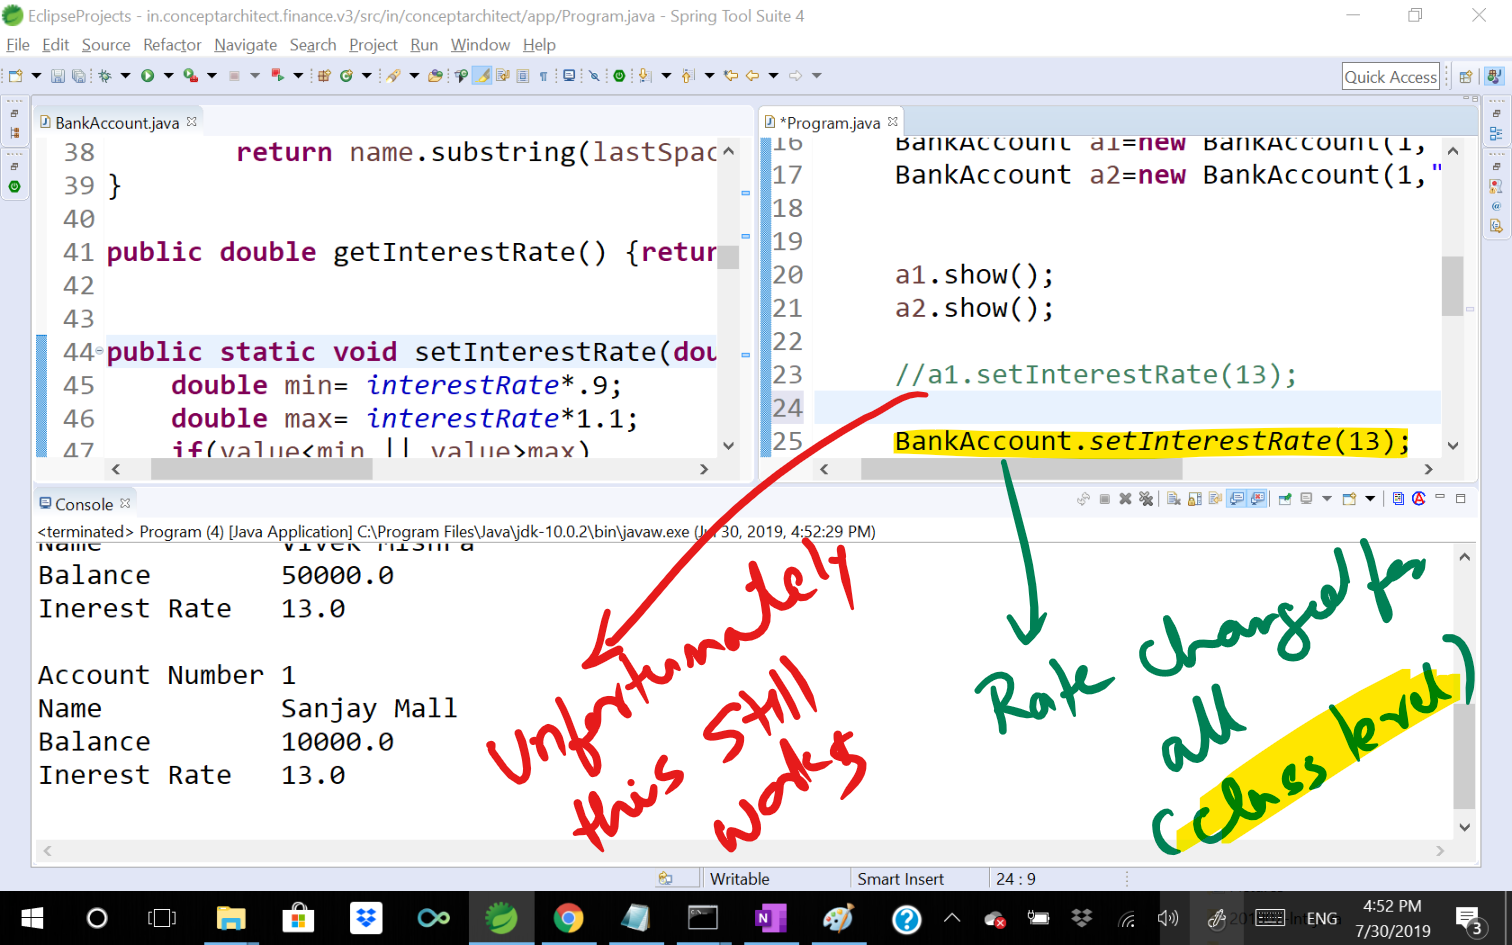 EclipseProjects - in.conceptarchitect.finance.v3/src/in/conceptarchitect/app/Program.java - Spring Tool Suite 4
File Edit Source Refactor Navigate Search Project Run Window Help
Quick Access
BankAccount.java
38 return name.substring(lastSpac
39 }
40
41 public double getInterestRate() {retur
42
43
44 public static void setInterestRate(dou
45 double min= interestRate*.9;
46 double max= interestRate*1.1;
47 if(value<min || value>max)
*Program.java
16 BankAccount a1=new BankAccount(1,
17 BankAccount a2=new BankAccount(1,"
18
19
20 a1.show();
21 a2.show();
22
23 //a1.setInterestRate(13);
24
25 BankAccount.setInterestRate(13);
Console
<terminated> Program (4) [Java Application] C:\Program Files\Java\jdk-10.0.2\bin\javaw.exe (Jul 30, 2019, 4:52:29 PM)
Name Vivek Mishra
Balance 50000.0
Inerest Rate 13.0
Account Number 1
Name Sanjay Mall
Balance 10000.0
Inerest Rate 13.0
Unfortunately
this still
works
Rate changed for
all
(class level)
Writable Smart Insert 24 : 9
ENG
4:52 PM
7/30/2019
3